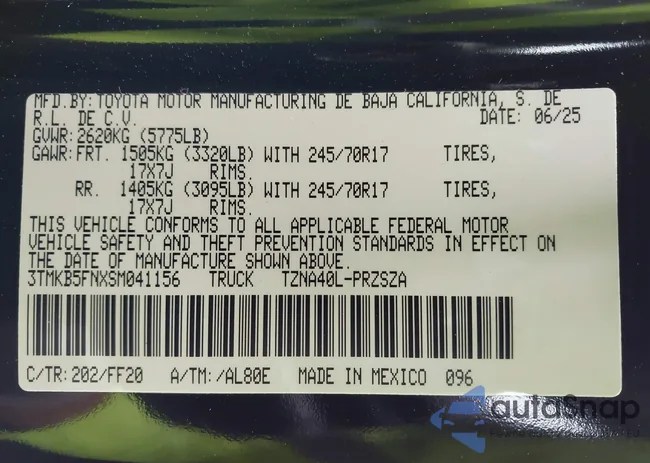 MFD.BY:TOYOTA MOTOR MANUFACTURING DE BAJA CALIFORNIA, S. DE
R.L. DE C.V. DATE: 06/25
GVWR:2620KG (5775LB)
GAWR:FRT. 1505KG (3320LB) WITH 245/70R17 TIRES,
17X7J RIMS.
RR. 1405KG (3095LB) WITH 245/70R17 TIRES,
17X7J RIMS.
THIS VEHICLE CONFORMS TO ALL APPLICABLE FEDERAL MOTOR
VEHICLE SAFETY AND THEFT PREVENTION STANDARDS IN EFFECT ON
THE DATE OF MANUFACTURE SHOWN ABOVE.
3TMKB5FNXSM041156 TRUCK TZNA40L-PRZSZA
C/TR:202/FF20 A/TM:/AL80E MADE IN MEXICO 096
autoSnap